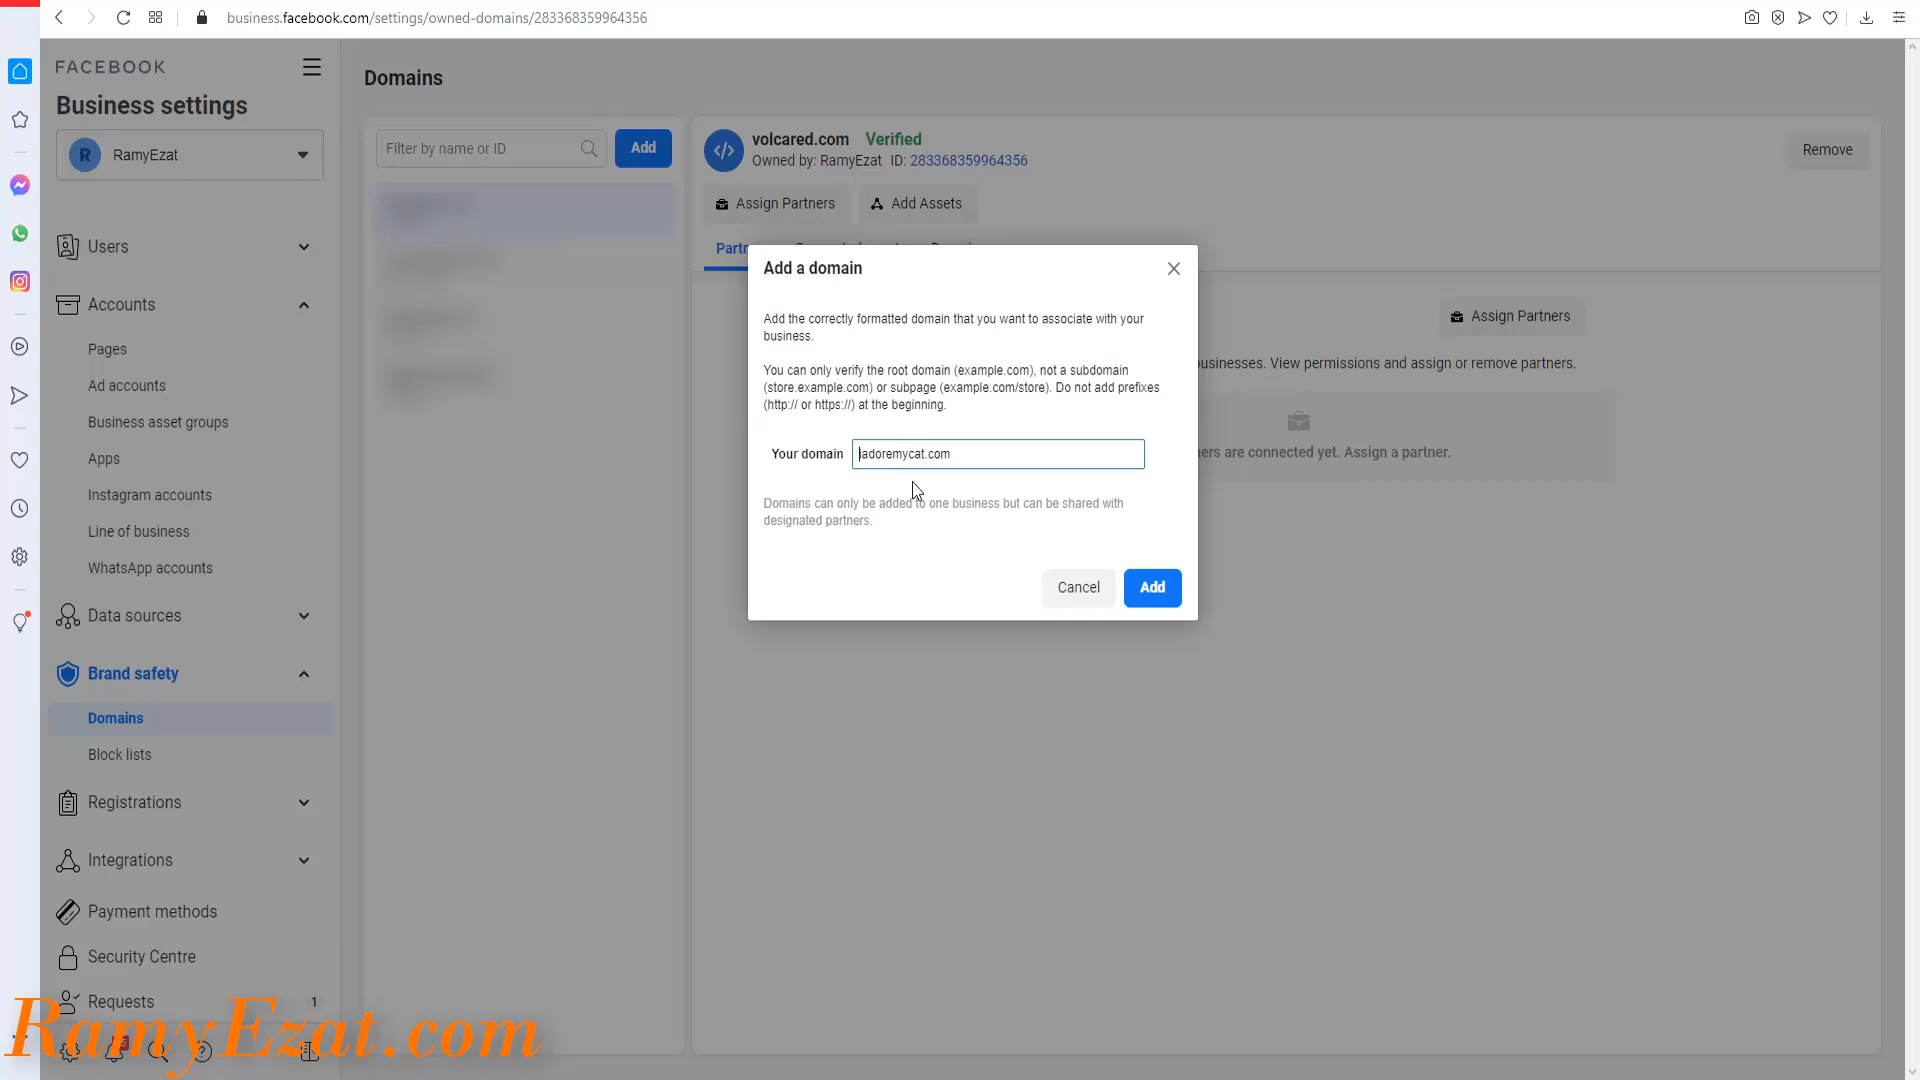 business.facebook.com/settings/owned-domains/283368359964356
FACEBOOK
Business settings
R RamyEzat
Users
Accounts
Pages
Ad accounts
Business asset groups
Apps
Instagram accounts
Line of business
WhatsApp accounts
Data sources
Brand safety
Domains
Block lists
Registrations
Integrations
Payment methods
Security Centre
Requests 1
RamyEzat.com
Domains
Filter by name or ID
Add
volcared.com Verified
Owned by: RamyEzat ID: 283368359964356
Remove
Assign Partners
Add Assets
Partn
Assign Partners
usinesses. View permissions and assign or remove partners.
ers are connected yet. Assign a partner.
Add a domain
Add the correctly formatted domain that you want to associate with your
business.
You can only verify the root domain (example.com), not a subdomain
(store.example.com) or subpage (example.com/store). Do not add prefixes
(http:// or https://) at the beginning.
Your domain
adoremycat.com
Domains can only be added to one business but can be shared with
designated partners.
Cancel
Add